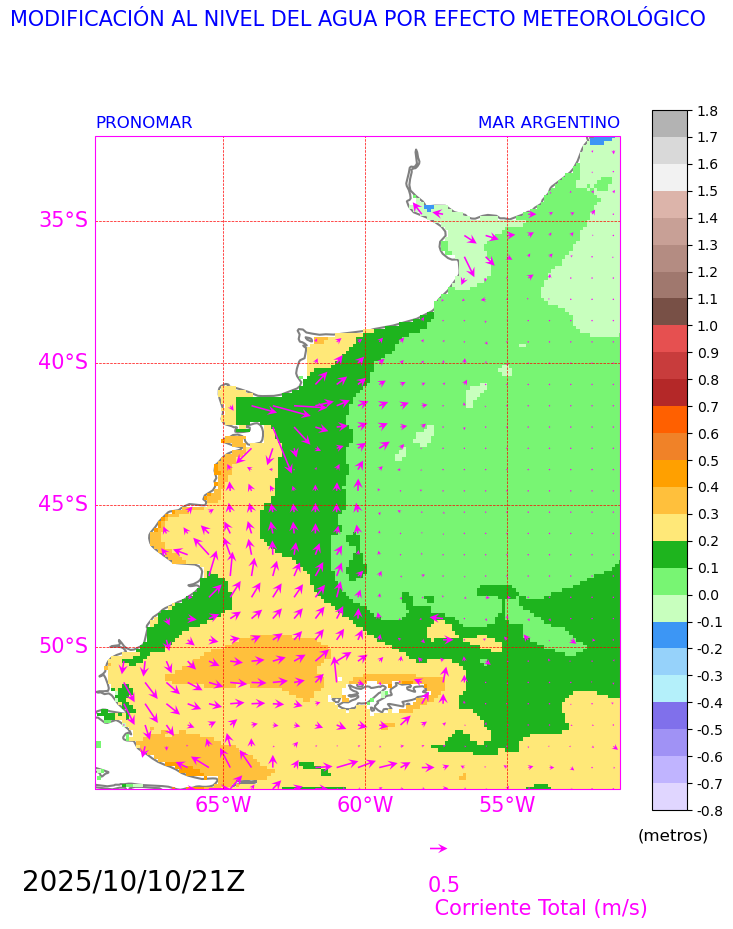 MODIFICACIÓN AL NIVEL DEL AGUA POR EFECTO METEOROLÓGICO
PRONOMAR MAR ARGENTINO
35°S
40°S
45°S
50°S
65°W 60°W 55°W
1.8
1.7
1.6
1.5
1.4
1.3
1.2
1.1
1.0
0.9
0.8
0.7
0.6
0.5
0.4
0.3
0.2
0.1
0.0
-0.1
-0.2
-0.3
-0.4
-0.5
-0.6
-0.7
-0.8
(metros)
2025/10/10/21Z
0.5
Corriente Total (m/s)